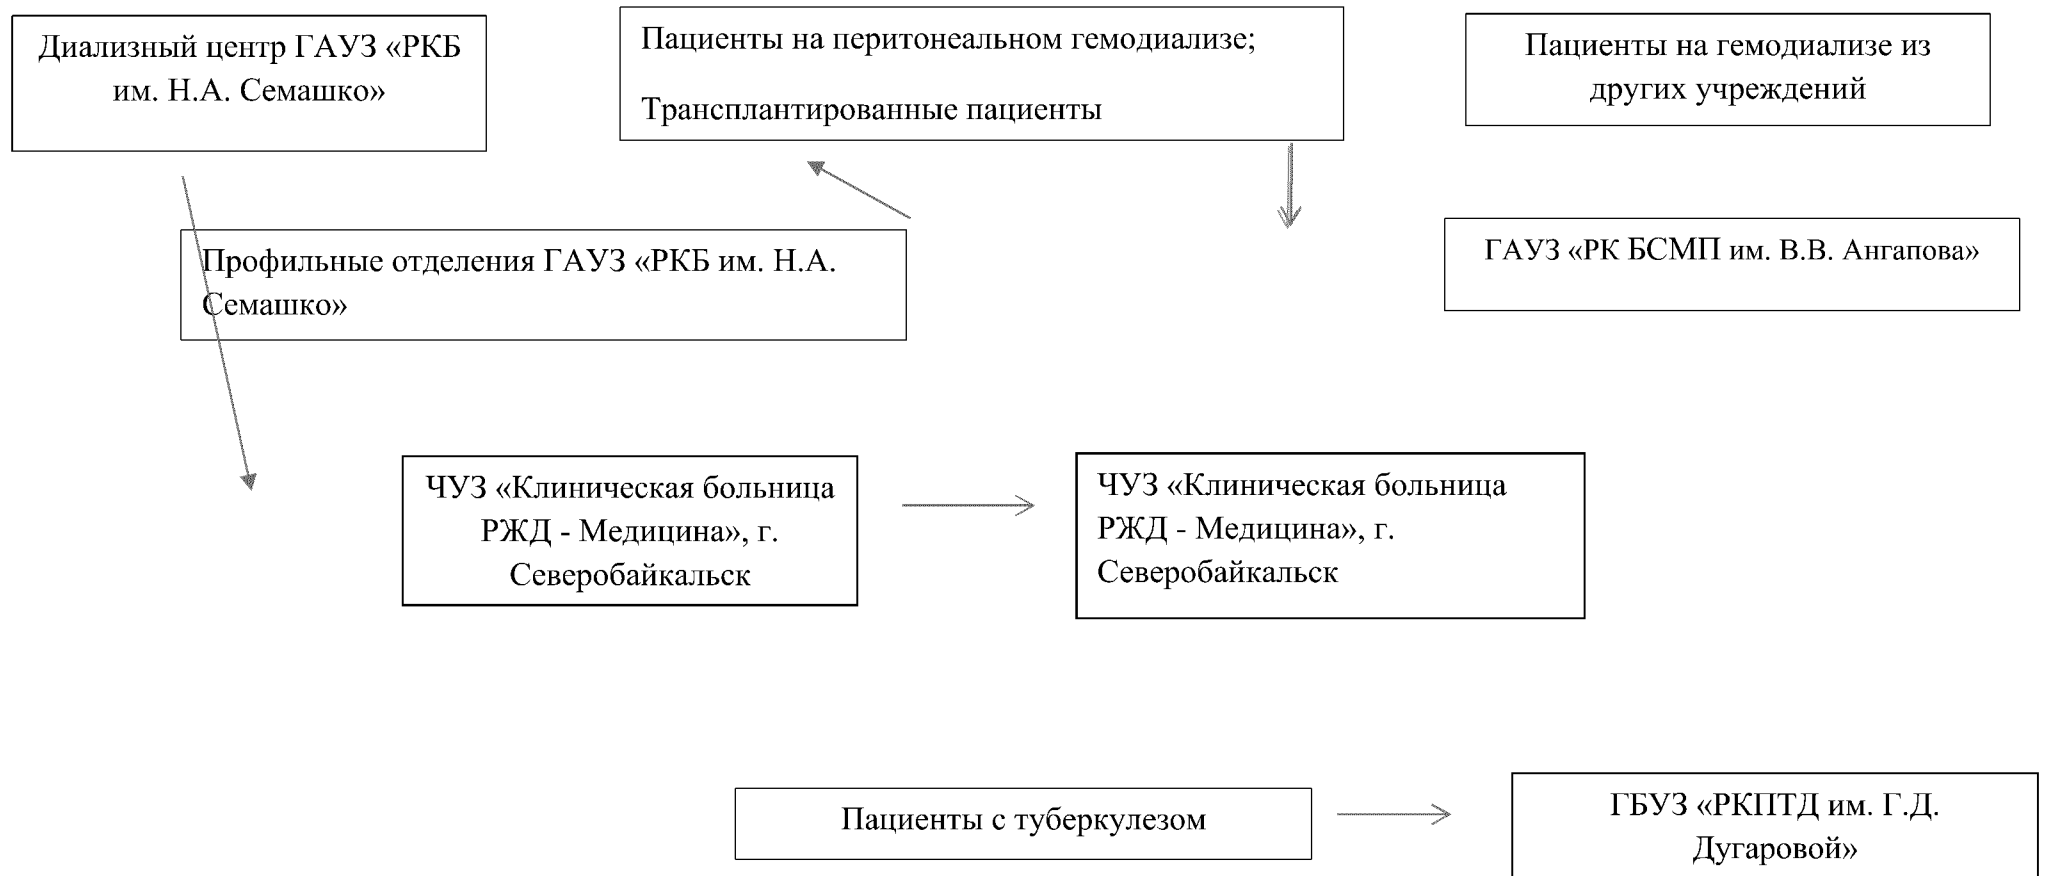 Диализный центр ГАУЗ «РКБ
им. Н.А. Семашко»
Пациенты на перитонеальном гемодиализе;
Трансплантированные пациенты
Пациенты на гемодиализе из
других учреждений
Профильные отделения ГАУЗ «РКБ им. Н.А.
Семашко»
ГАУЗ «РК БСМП им. В.В. Ангапова»
ЧУЗ «Клиническая больница
РЖД - Медицина», г.
Северобайкальск
ЧУЗ «Клиническая больница
РЖД - Медицина», г.
Северобайкальск
Пациенты с туберкулезом
ГБУЗ «РКПТД им. Г.Д.
Дугаровой»